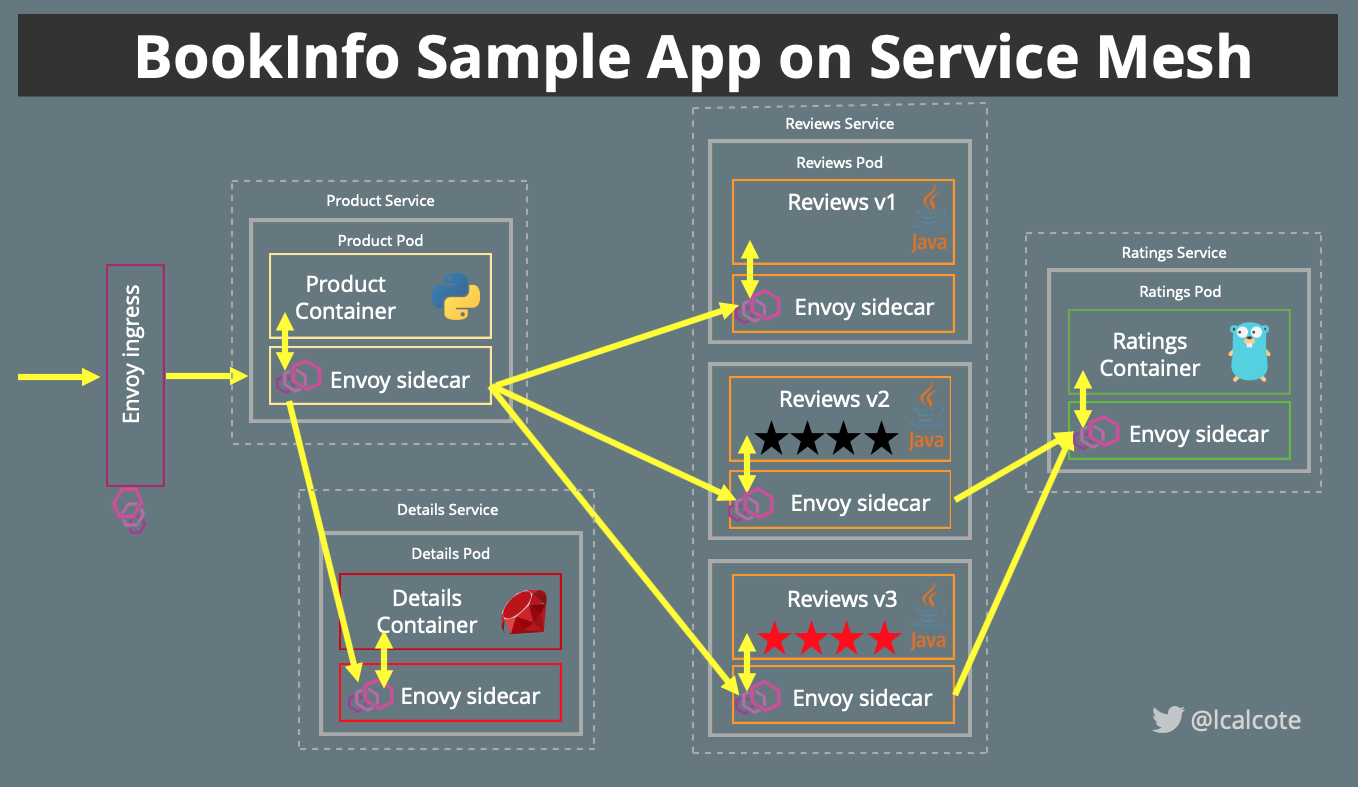 BookInfo Sample App on Service Mesh
Envoy ingress
Product Service
Product Pod
Product
Container
Envoy sidecar
Details Service
Details Pod
Details
Container
Enovy sidecar
Reviews Service
Reviews Pod
Reviews v1
Java
Envoy sidecar
Reviews v2
Java
Envoy sidecar
Reviews v3
Java
Envoy sidecar
Ratings Service
Ratings Pod
Ratings
Container
Envoy sidecar
@lcalcote